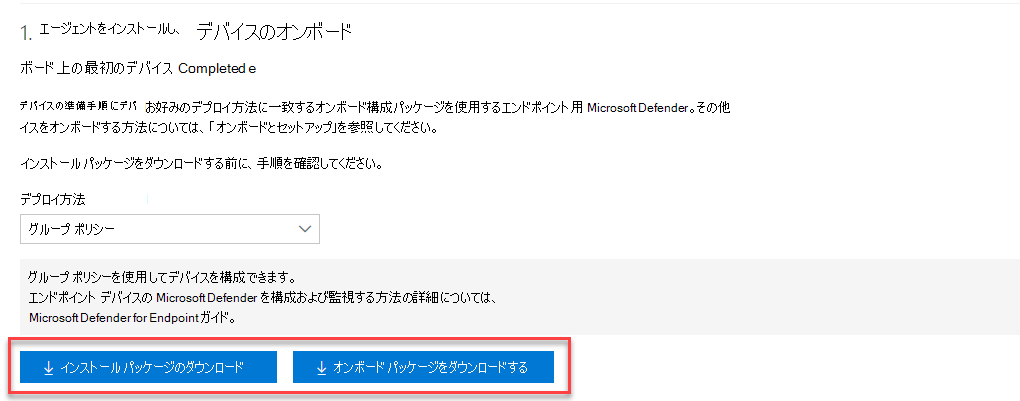 1. エージェントをインストールし、 デバイスのオンボード
ボード上の最初のデバイス Completed e
デバイスの準備手順にデバ お好みのデプロイ方法に一致するオンボード構成パッケージを使用するエンドポイント用 Microsoft Defender。その他
イスをオンボードする方法については、「オンボードとセットアップ」を参照してください。
インストール パッケージをダウンロードする前に、手順を確認してください。
デプロイ方法
グループ ポリシー
グループ ポリシーを使用してデバイスを構成できます。
エンドポイント デバイスの Microsoft Defender を構成および監視する方法の詳細については、
Microsoft Defender for Endpoint ガイド。
インストール パッケージのダウンロード オンボード パッケージをダウンロードする